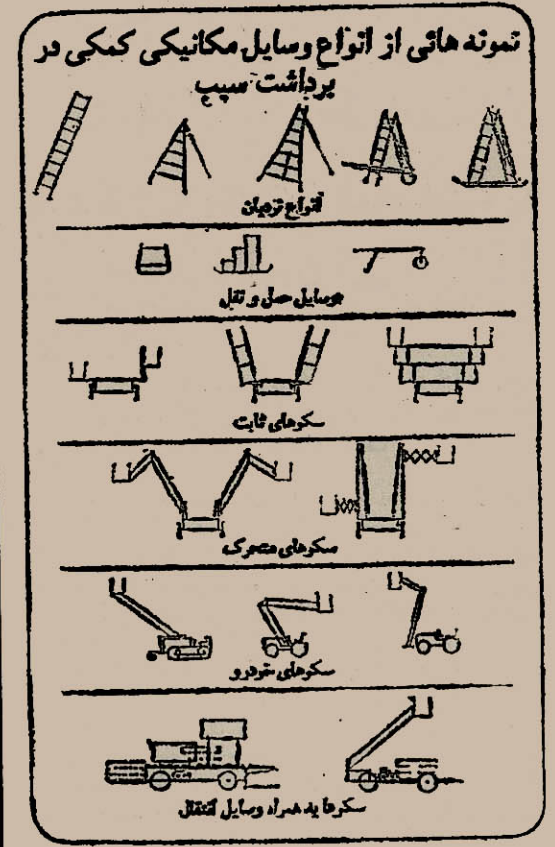 نمونه هائی از انواع وسایل مکانیکی کمکی در
برداشت سیب
انواع نردبان
وسایل حمل و نقل
سکوهای ثابت
سکوهای متحرک
سکوهای خودرو
سکوها به همراه وسایل انتقال